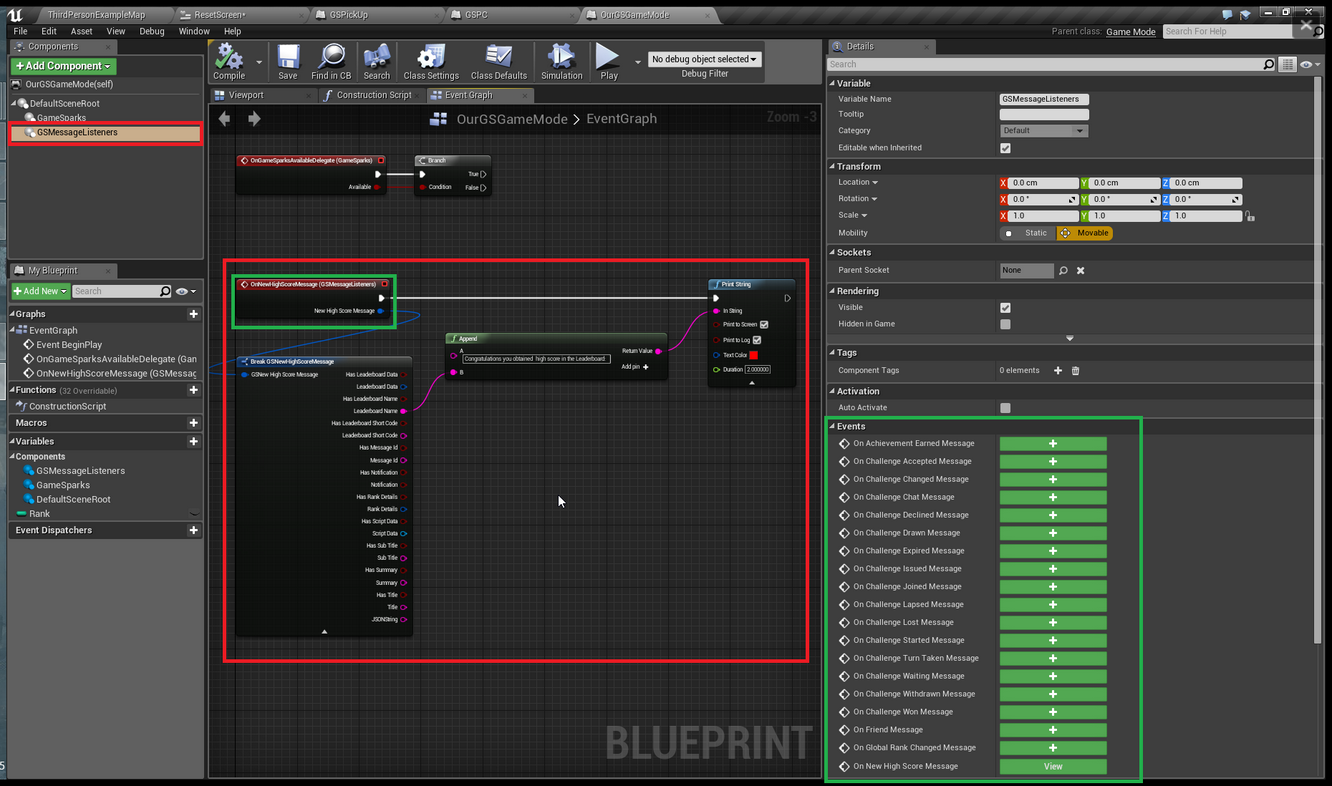 ThirdPersonExampleMap
ResetScreen*
GSPickUp
GSPC
OurGSGameMode
File Edit Asset View Debug Window Help
Parent class: Game Mode
Search For Help
Components
+ Add Component
OurGSGameMode(self)
DefaultSceneRoot
GameSparks
GSMessageListeners
Compile
Save
Find in CB
Search
Class Settings
Class Defaults
Simulation
Play
No debug object selected
Debug Filter
Viewport
Construction Script
Event Graph
OurGSGameMode > EventGraph
Zoom -3
OnGameSparksAvailableDelegate (GameSparks)
Available
Branch
True
Condition
False
OnNewHighScoreMessage (GSMessageListeners)
New High Score Message
Break GSNewHighScoreMessage
GSNew High Score Message
Has Leaderboard Data
Leaderboard Data
Has Leaderboard Name
Leaderboard Name
Has Leaderboard Short Code
Leaderboard Short Code
Has Message Id
Message Id
Has Notification
Notification
Has Rank Details
Rank Details
Has Script Data
Script Data
Has Sub Title
Sub Title
Has Summary
Summary
Has Title
Title
JSONString
Append
A
Congratulations you obtained high score in the Leaderboard:
B
Return Value
Add pin +
Print String
In String
Print to Screen
Print to Log
Text Color
Duration 2.000000
BLUEPRINT
My Blueprint
+ Add New
Search
Graphs
EventGraph
Event BeginPlay
OnGameSparksAvailableDelegate (Gan
OnNewHighScoreMessage (GSMessag
Functions (32 Overridable)
ConstructionScript
Macros
Variables
Components
GSMessageListeners
GameSparks
DefaultSceneRoot
Rank
Event Dispatchers
Details
Search
Variable
Variable Name GSMessageListeners
Tooltip
Category Default
Editable when Inherited
Transform
Location X 0.0 cm Y 0.0 cm Z 0.0 cm
Rotation X 0.0 ° Y 0.0 ° Z 0.0 °
Scale X 1.0 Y 1.0 Z 1.0
Mobility Static Movable
Sockets
Parent Socket None
Rendering
Visible
Hidden in Game
Tags
Component Tags 0 elements
Activation
Auto Activate
Events
On Achievement Earned Message +
On Challenge Accepted Message +
On Challenge Changed Message +
On Challenge Chat Message +
On Challenge Declined Message +
On Challenge Drawn Message +
On Challenge Expired Message +
On Challenge Issued Message +
On Challenge Joined Message +
On Challenge Lapsed Message +
On Challenge Lost Message +
On Challenge Started Message +
On Challenge Turn Taken Message +
On Challenge Waiting Message +
On Challenge Withdrawn Message +
On Challenge Won Message +
On Friend Message +
On Global Rank Changed Message +
On New High Score Message View